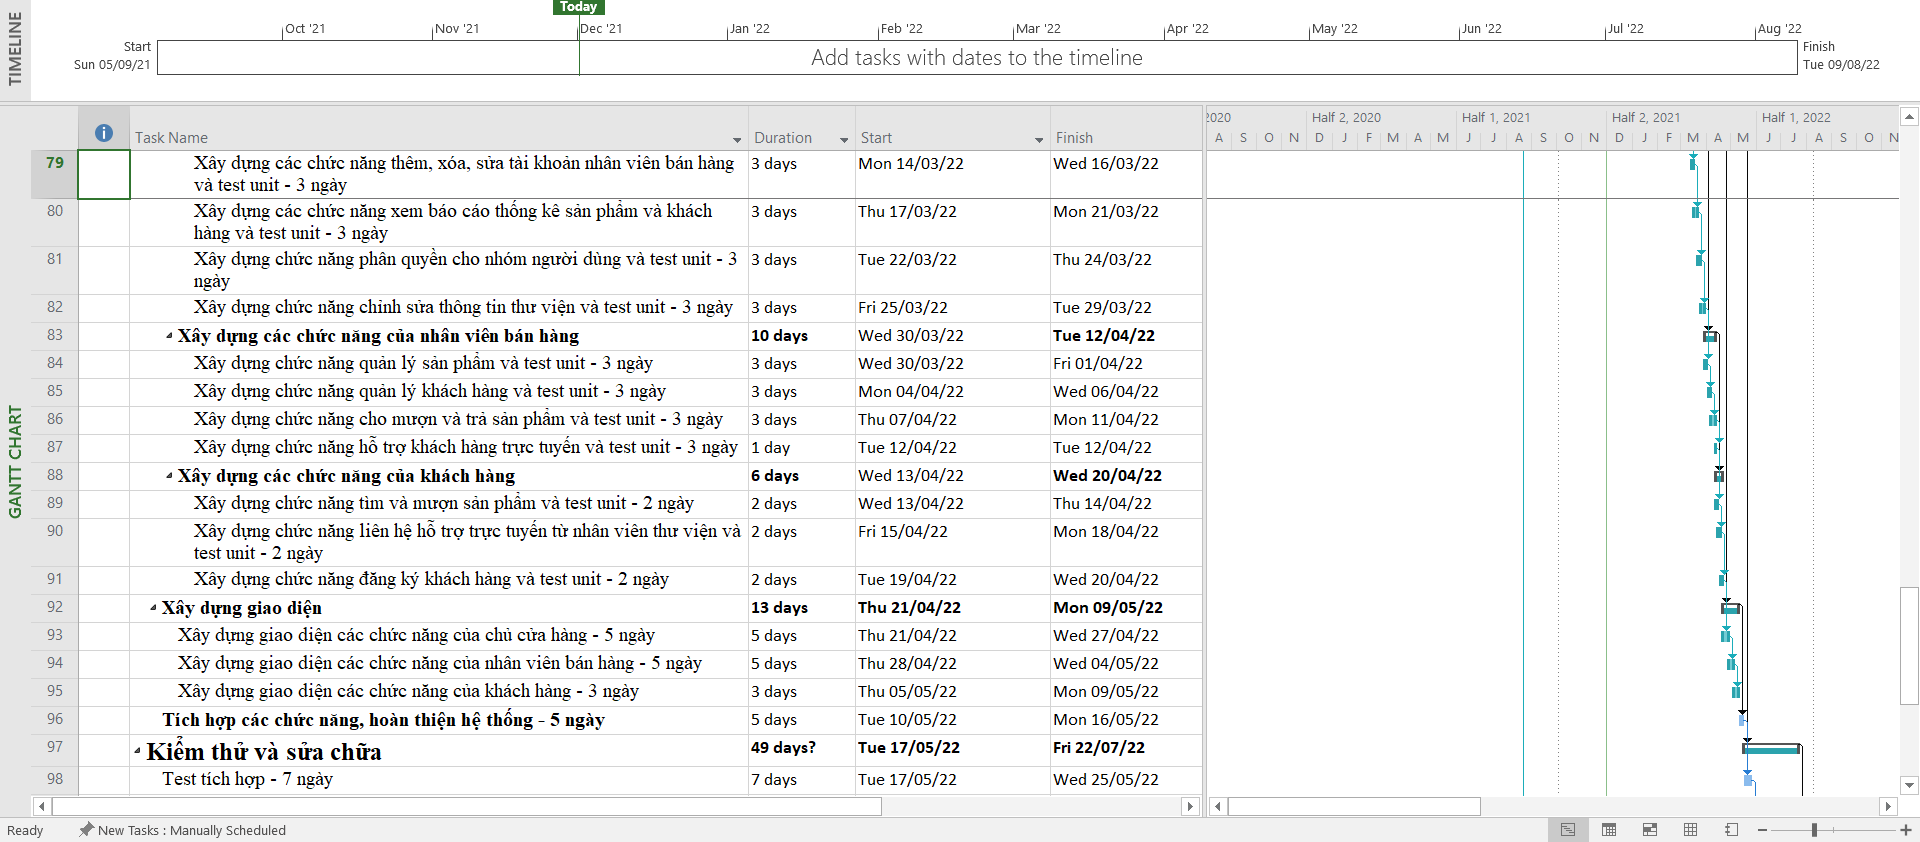 Today
TIMELINE
Oct '21 Nov '21 Dec '21 Jan '22 Feb '22 Mar '22 Apr '22 May '22 Jun '22 Jul '22 Aug '22
Start
Sun 05/09/21
Add tasks with dates to the timeline
Finish
Tue 09/08/22
GANTT CHART
Task Name Duration Start Finish
2020 Half 2, 2020 Half 1, 2021 Half 2, 2021 Half 1, 2022
A S O N D J F M A M J J A S O N D J F M A M J J A S O N
79 Xây dựng các chức năng thêm, xóa, sửa tài khoản nhân viên bán hàng 3 days Mon 14/03/22 Wed 16/03/22
và test unit - 3 ngày
80 Xây dựng các chức năng xem báo cáo thống kê sản phẩm và khách 3 days Thu 17/03/22 Mon 21/03/22
hàng và test unit - 3 ngày
81 Xây dựng chức năng phân quyền cho nhóm người dùng và test unit - 3 3 days Tue 22/03/22 Thu 24/03/22
ngày
82 Xây dựng chức năng chỉnh sửa thông tin thư viện và test unit - 3 ngày 3 days Fri 25/03/22 Tue 29/03/22
83 Xây dựng các chức năng của nhân viên bán hàng 10 days Wed 30/03/22 Tue 12/04/22
84 Xây dựng chức năng quản lý sản phẩm và test unit - 3 ngày 3 days Wed 30/03/22 Fri 01/04/22
85 Xây dựng chức năng quản lý khách hàng và test unit - 3 ngày 3 days Mon 04/04/22 Wed 06/04/22
86 Xây dựng chức năng cho mượn và trả sản phẩm và test unit - 3 ngày 3 days Thu 07/04/22 Mon 11/04/22
87 Xây dựng chức năng hỗ trợ khách hàng trực tuyến và test unit - 3 ngày 1 day Tue 12/04/22 Tue 12/04/22
88 Xây dựng các chức năng của khách hàng 6 days Wed 13/04/22 Wed 20/04/22
89 Xây dựng chức năng tìm và mượn sản phẩm và test unit - 2 ngày 2 days Wed 13/04/22 Thu 14/04/22
90 Xây dựng chức năng liên hệ hỗ trợ trực tuyến từ nhân viên thư viện và 2 days Fri 15/04/22 Mon 18/04/22
test unit - 2 ngày
91 Xây dựng chức năng đăng ký khách hàng và test unit - 2 ngày 2 days Tue 19/04/22 Wed 20/04/22
92 Xây dựng giao diện 13 days Thu 21/04/22 Mon 09/05/22
93 Xây dựng giao diện các chức năng của chủ cửa hàng - 5 ngày 5 days Thu 21/04/22 Wed 27/04/22
94 Xây dựng giao diện các chức năng của nhân viên bán hàng - 5 ngày 5 days Thu 28/04/22 Wed 04/05/22
95 Xây dựng giao diện các chức năng của khách hàng - 3 ngày 3 days Thu 05/05/22 Mon 09/05/22
96 Tích hợp các chức năng, hoàn thiện hệ thống - 5 ngày 5 days Tue 10/05/22 Mon 16/05/22
97 Kiểm thử và sửa chữa 49 days? Tue 17/05/22 Fri 22/07/22
98 Test tích hợp - 7 ngày 7 days Tue 17/05/22 Wed 25/05/22
Ready New Tasks : Manually Scheduled